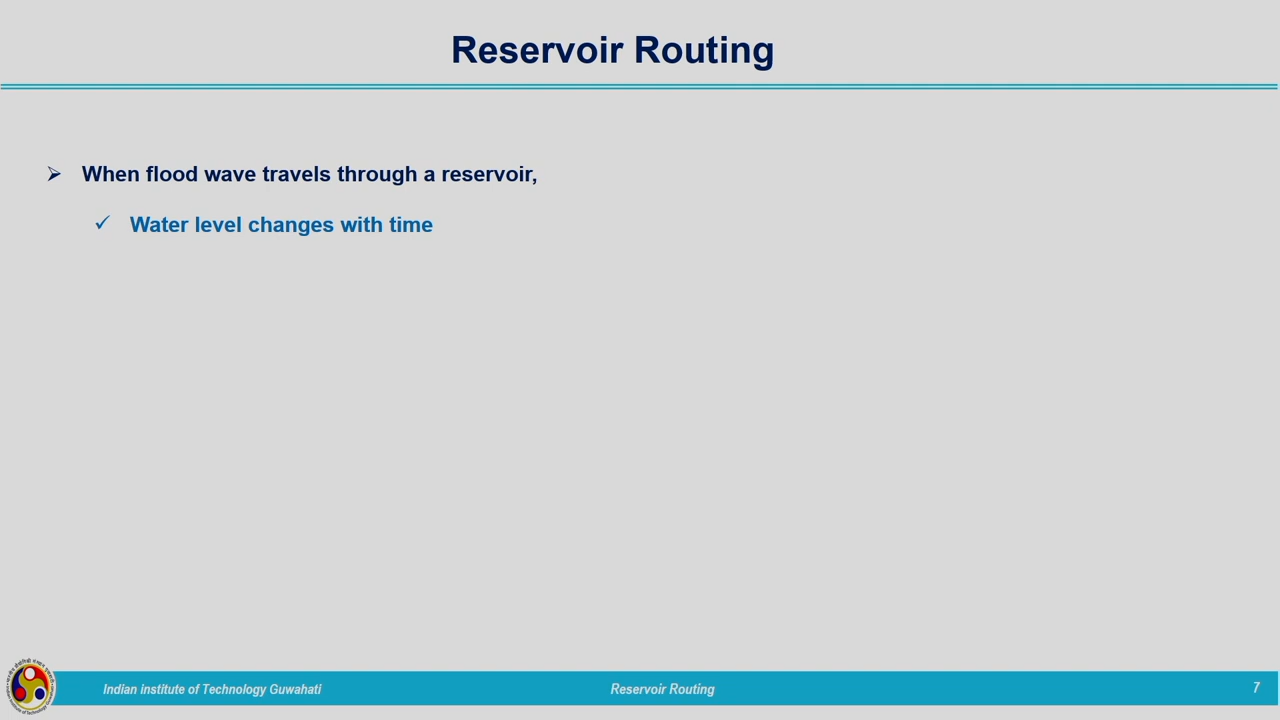 Reservoir Routing
When flood wave travels through a reservoir,
Water level changes with time
Indian institute of Technology Guwahati
Reservoir Routing
7